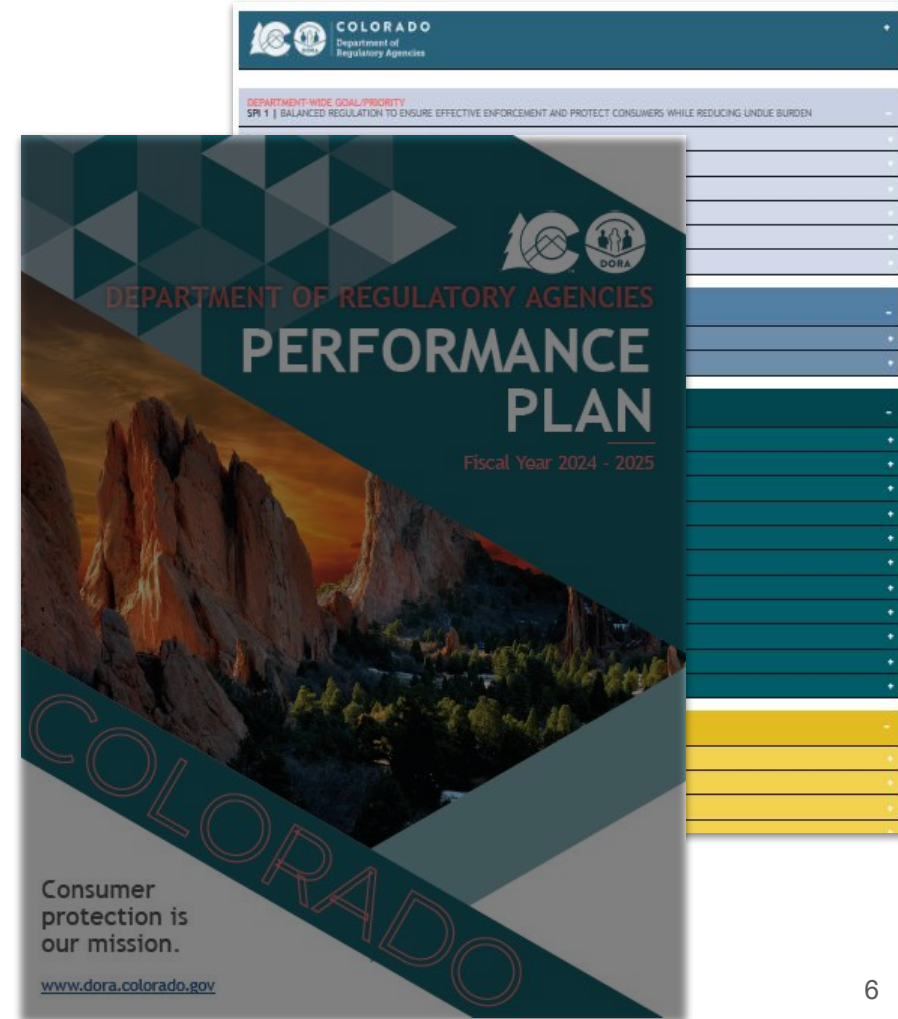 COLORADO
Department of
Regulatory Agencies
DEPARTMENT-WIDE GOAL/PRIORITY
SPI 1 | BALANCED REGULATION TO ENSURE EFFECTIVE ENFORCEMENT AND PROTECT CONSUMERS WHILE REDUCING UNDUE BURDEN
DORA
DEPARTMENT OF REGULATORY AGENCIES
PERFORMANCE
PLAN
Fiscal Year 2024 - 2025
COLORADO
Consumer
protection is
our mission.
www.dora.colorado.gov
6